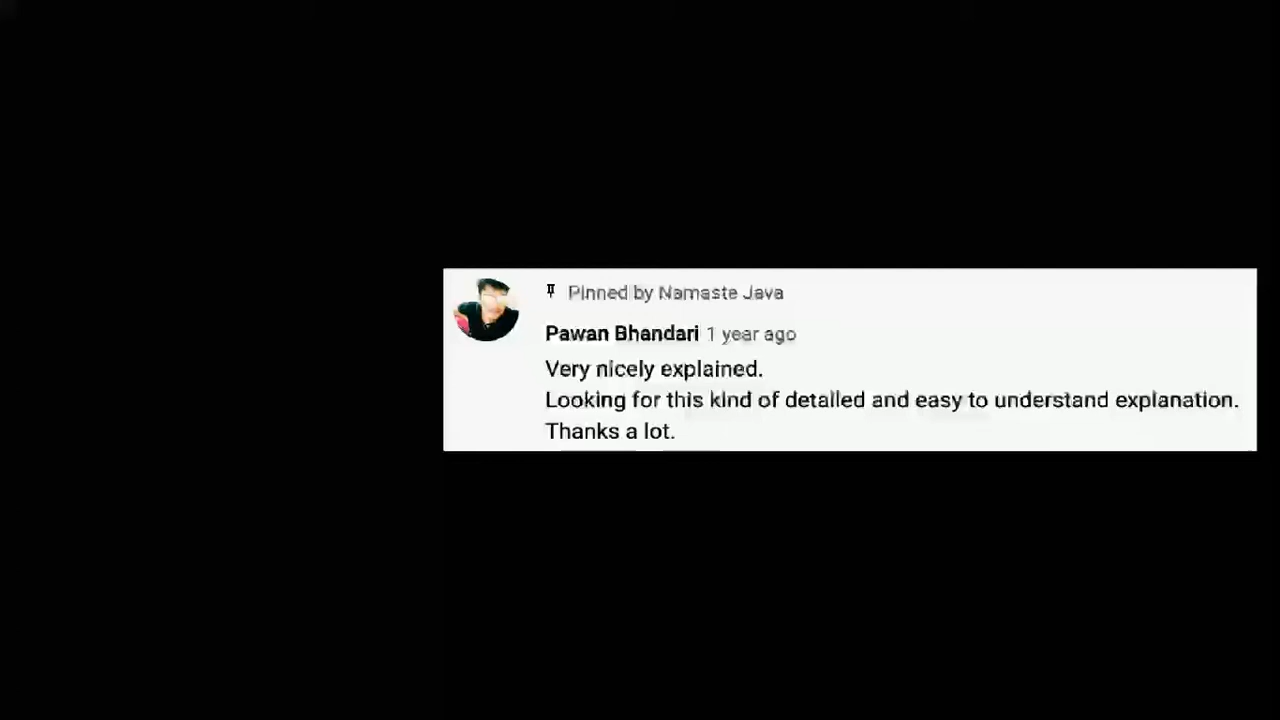 Pinned by Namaste Java
Pawan Bhandari 1 year ago
Very nicely explained.
Looking for this kind of detailed and easy to understand explanation.
Thanks a lot.